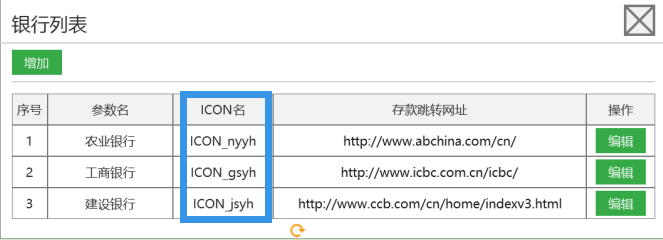 银行列表
增加
序号 参数名 ICON名 存款跳转网址 操作
1 农业银行 ICON_nyyh http://www.abchina.com/cn/ 编辑
2 工商银行 ICON_gsyh http://www.icbc.com.cn/icbc/ 编辑
3 建设银行 ICON_jsyh http://www.ccb.com/cn/home/indexv3.html 编辑